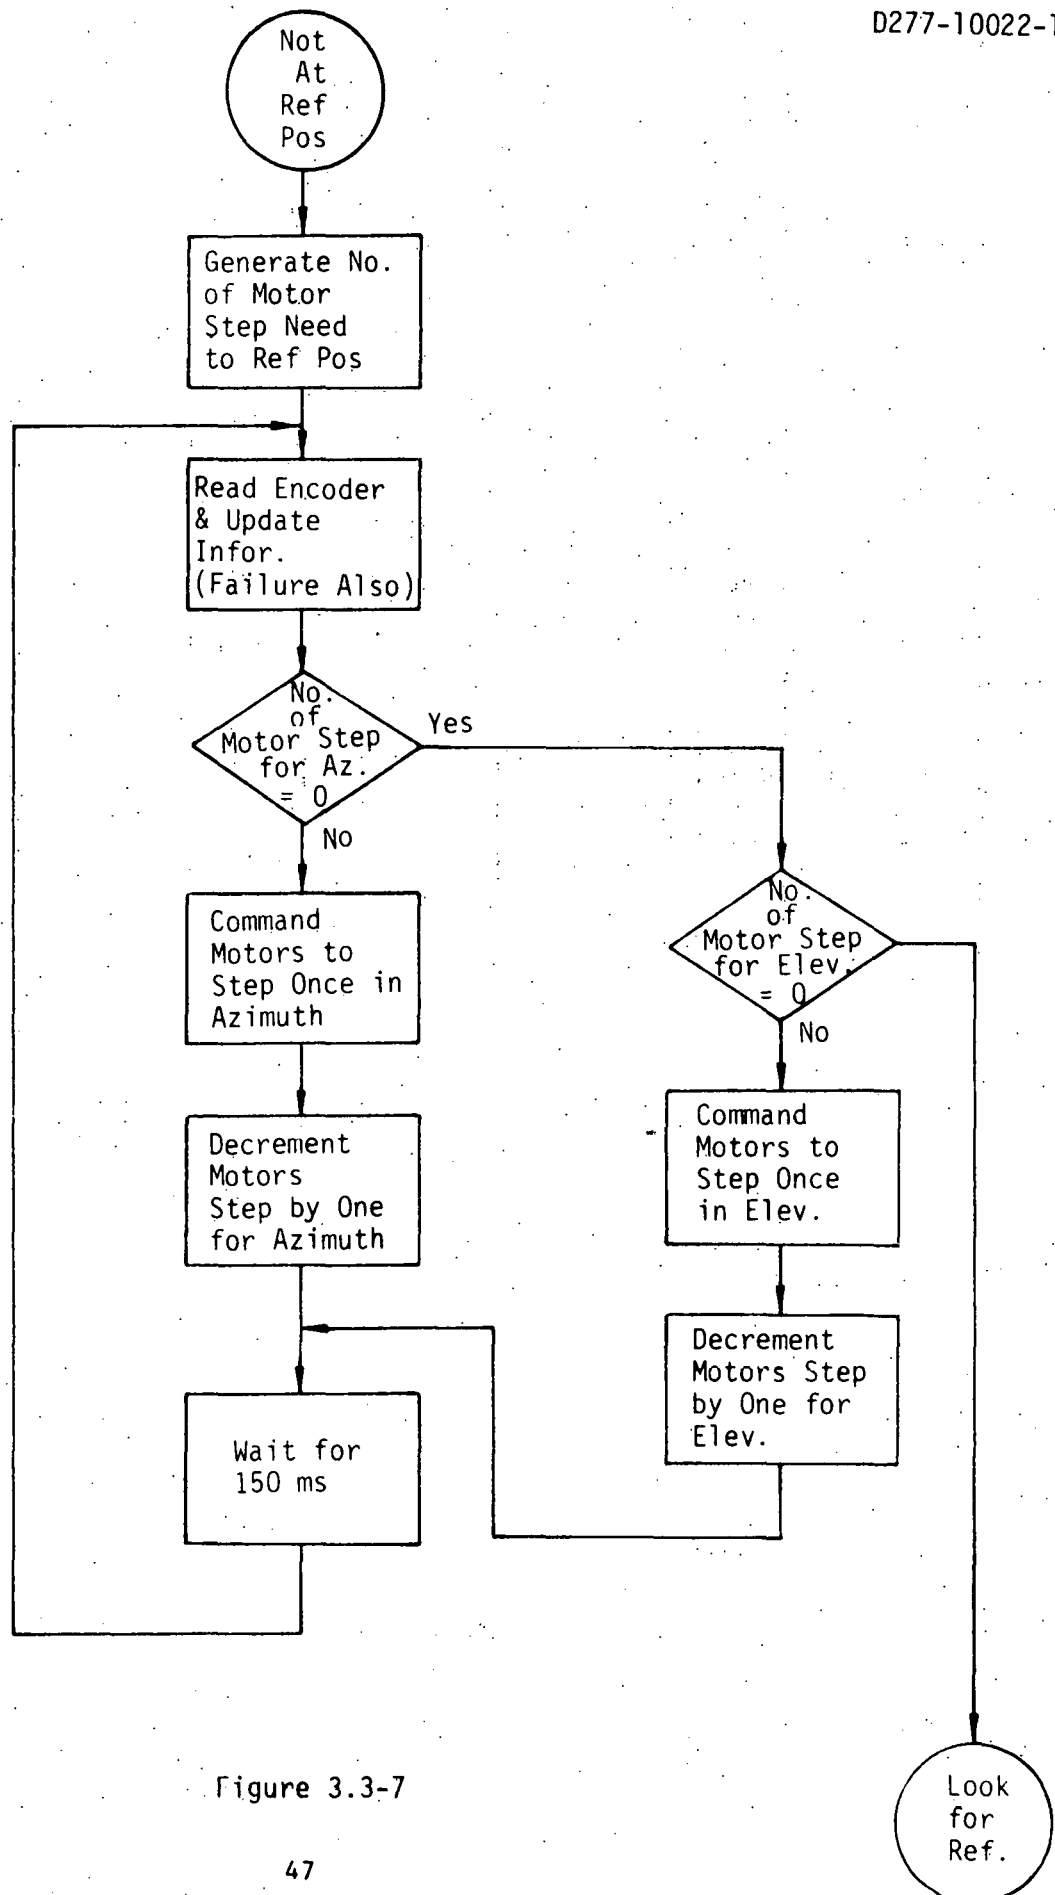 D277-10022-1
Not
At
Ref
Pos
Generate No.
of Motor
Step Need
to Ref Pos
Read Encoder
& Update
Infor.
(Failure Also)
No.
of
Motor Step
for Az.
= 0
Yes
No
Command
Motors to
Step Once in
Azimuth
Decrement
Motors
Step by One
for Azimuth
Wait for
150 ms
No.
of
Motor Step
for Elev.
= 0
No
Command
Motors to
Step Once
in Elev.
Decrement
Motors Step
by One for
Elev.
Look
for
Ref.
Figure 3.3-7
47